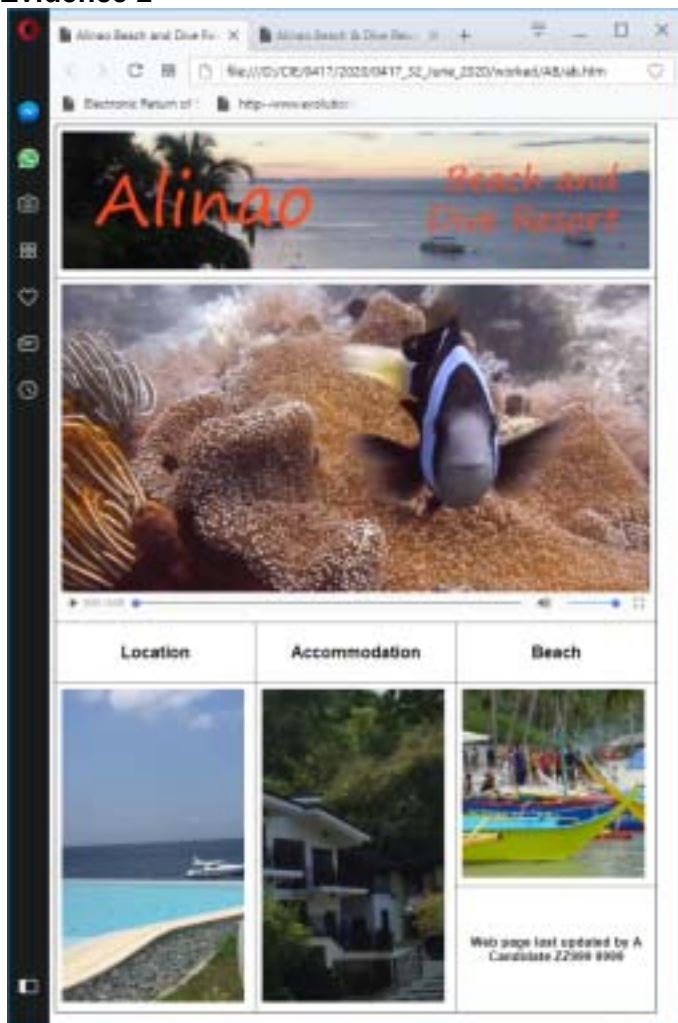 Evidence 2
Alinao Beach and Dive Re
Alinao Beach & Dive
file:///D:/CIE/0417/2020/0417_32_June_2020/worked/AB/ab.htm
Electronic Return of
Alinao
Beach and
Dive Resort
Location
Accommodation
Beach
Web page last updated by A
Candidate ZZ999 9999